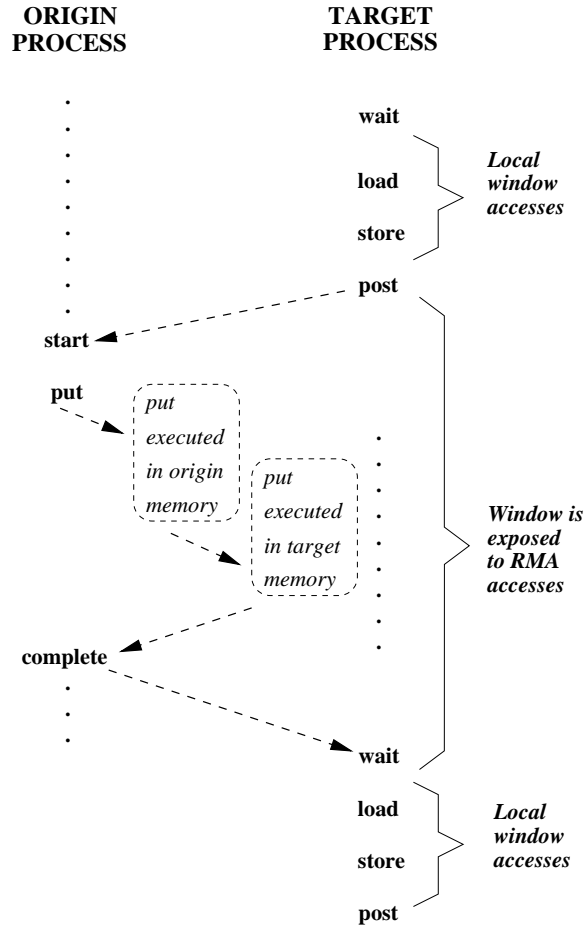 ORIGIN
PROCESS
TARGET
PROCESS
wait
load
store
Local
window
accesses
post
start
put
put
executed
in origin
memory
put
executed
in target
memory
Window is
exposed
to RMA
accesses
complete
wait
load
store
post
Local
window
accesses